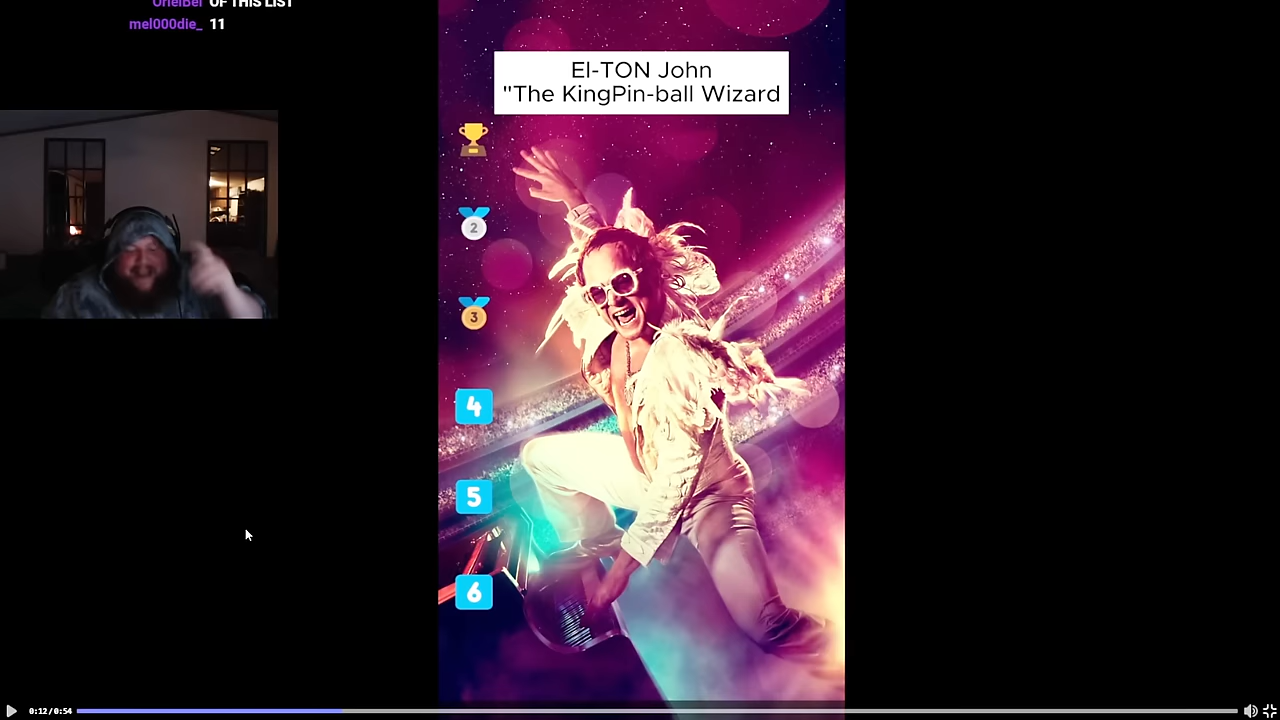 OrielBel OF THIS LIST
mel000die_ 11
El-TON John
"The KingPin-ball Wizard
2
3
4
5
6
0:12/0:54